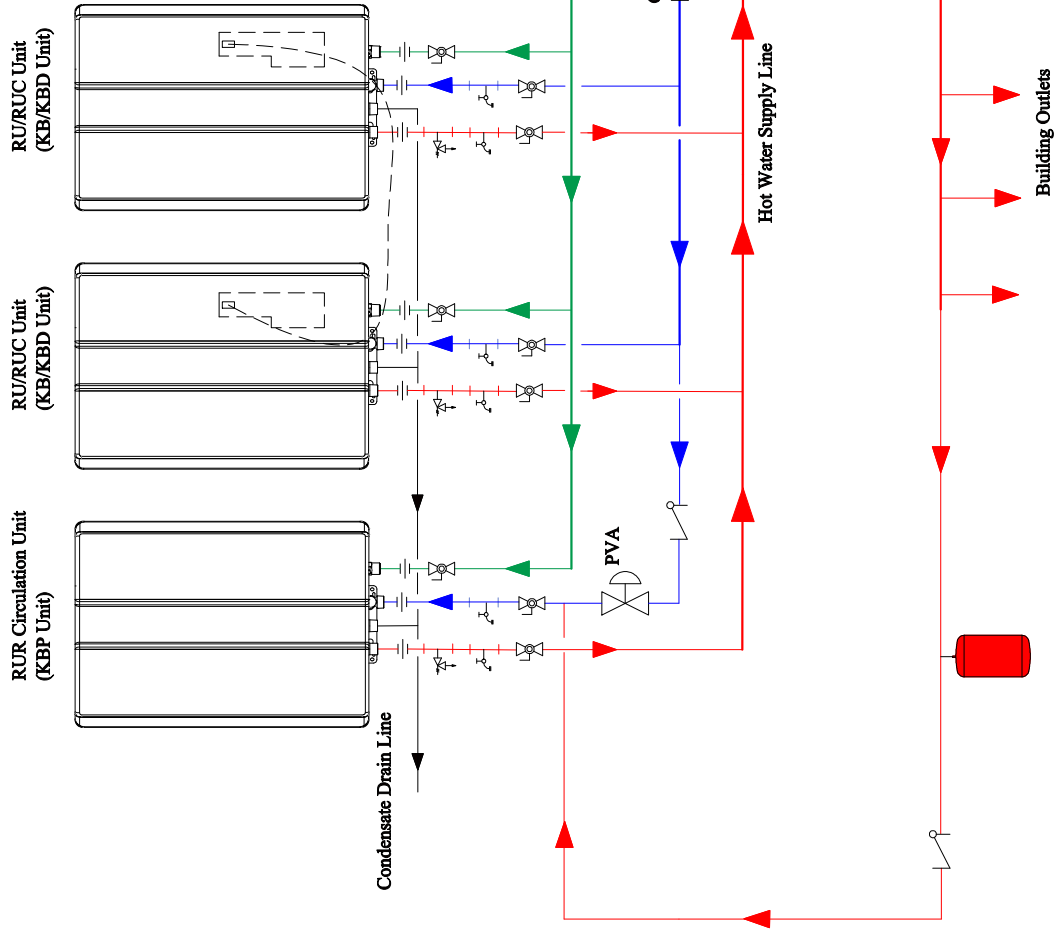 RU/RUC Unit
(KB/KBD Unit)
RU/RUC Unit
(KB/KBD Unit)
RUR Circulation Unit
(KBP Unit)
Condensate Drain Line
PVA
Hot Water Supply Line
Building Outlets